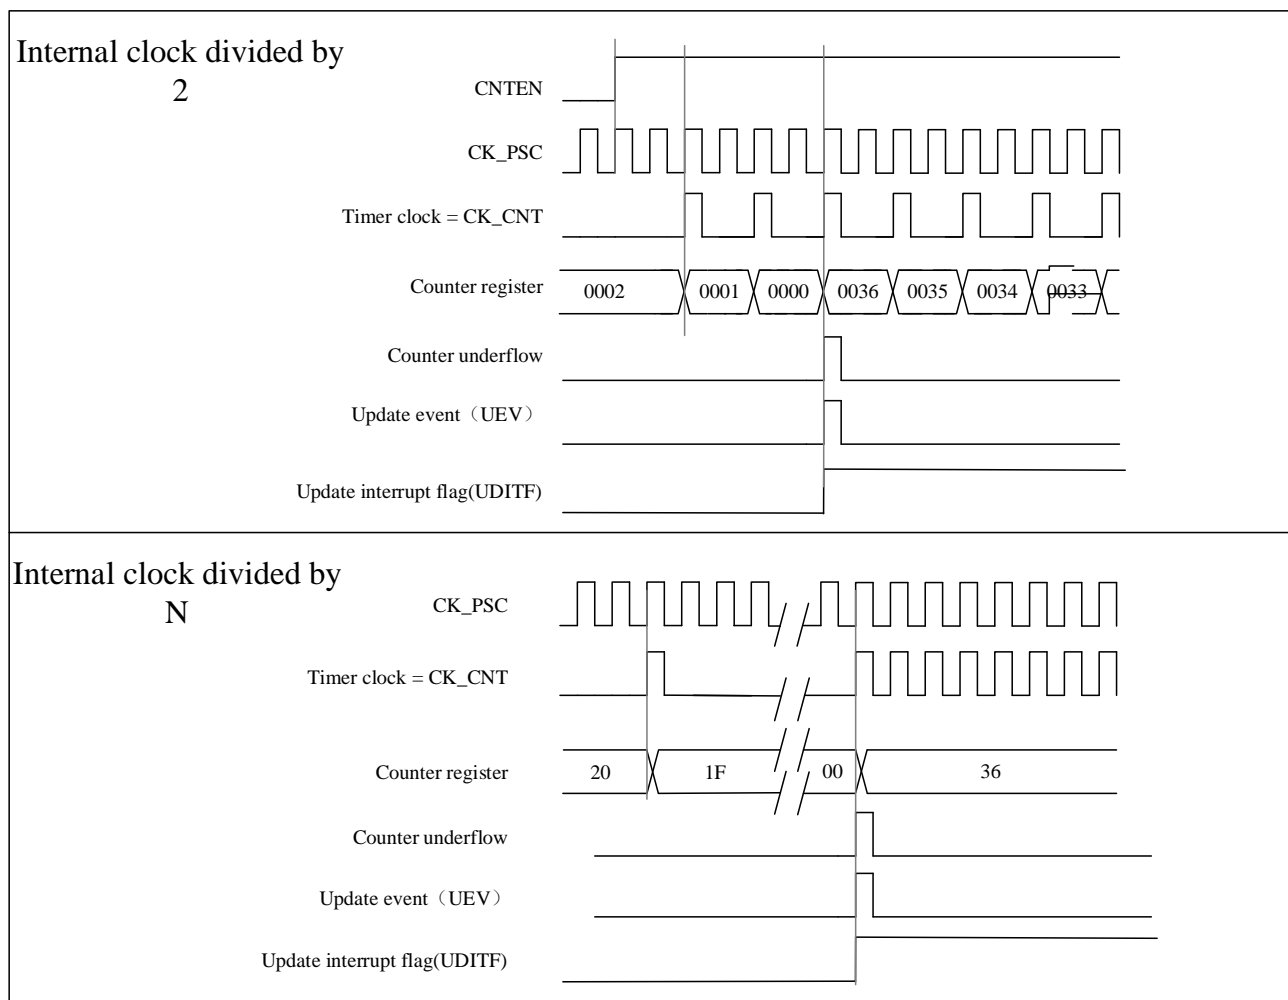 Internal clock divided by
2
CNTEN
CK_PSC
Timer clock = CK_CNT
Counter register
0002 0001 0000 0036 0035 0034 0033
Counter underflow
Update event（UEV）
Update interrupt flag(UDITF)
Internal clock divided by
N
CK_PSC
Timer clock = CK_CNT
Counter register
20 1F 00 36
Counter underflow
Update event（UEV）
Update interrupt flag(UDITF)